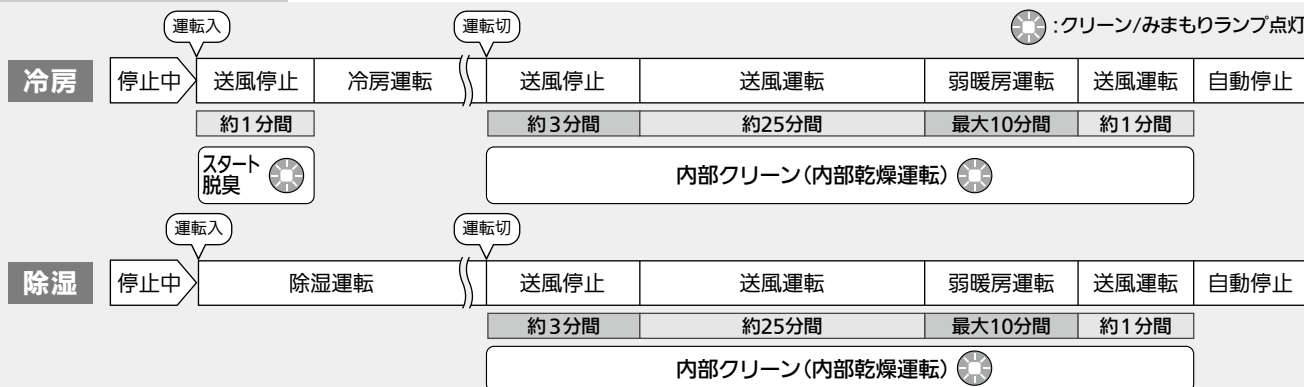 運転入
運転切
:クリーン/みまもりランプ点灯
冷房
停止中
送風停止
冷房運転
送風停止
送風運転
弱暖房運転
送風運転
自動停止
約1分間
約3分間
約25分間
最大10分間
約1分間
スタート
脱臭
内部クリーン(内部乾燥運転)
運転入
運転切
除湿
停止中
除湿運転
送風停止
送風運転
弱暖房運転
送風運転
自動停止
約3分間
約25分間
最大10分間
約1分間
内部クリーン(内部乾燥運転)